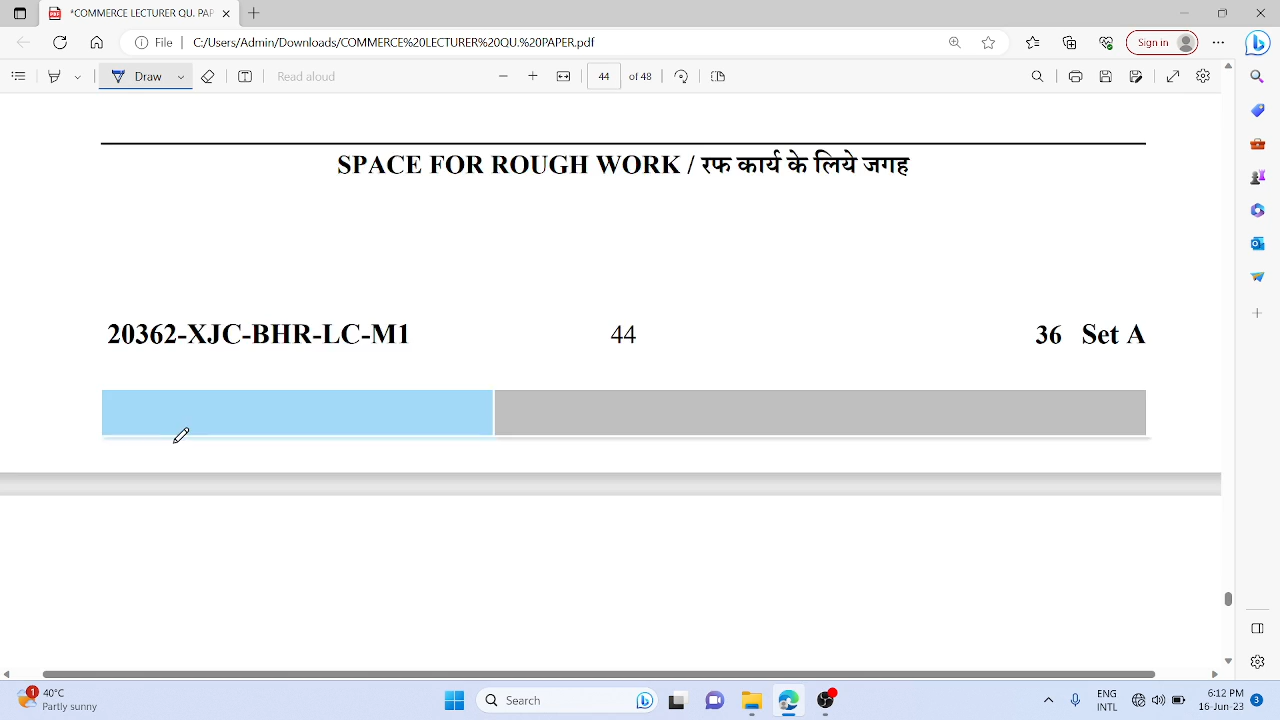 *COMMERCE LECTURER QU. PAP
File C:/Users/Admin/Downloads/COMMERCE%20LECTURER%20QU.%20PAPER.pdf
Sign in
Draw Read aloud 44 of 48
SPACE FOR ROUGH WORK / रफ कार्य के लिये जगह
20362-XJC-BHR-LC-M1 44 36 Set A
1 40°C
Partly sunny
Search
ENG
INTL
6:12 PM
16-Jun-23
3